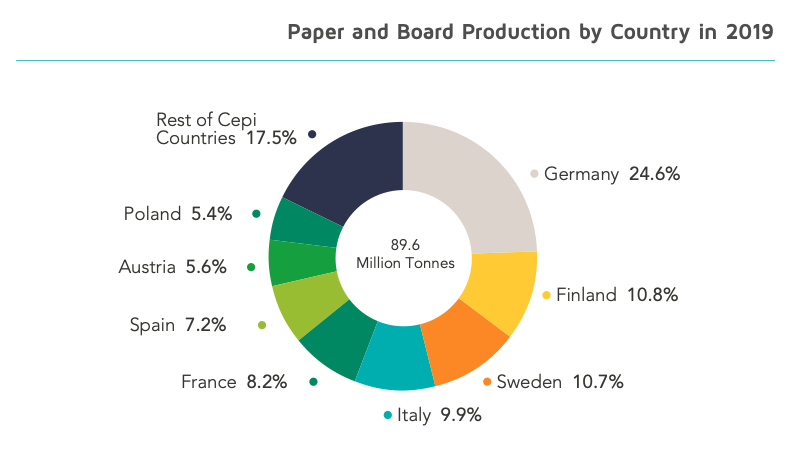 Paper and Board Production by Country in 2019
Rest of Cepi
Countries 17.5%
Germany 24.6%
Poland 5.4%
89.6
Million Tonnes
Austria 5.6%
Finland 10.8%
Spain 7.2%
France 8.2%
Sweden 10.7%
Italy 9.9%